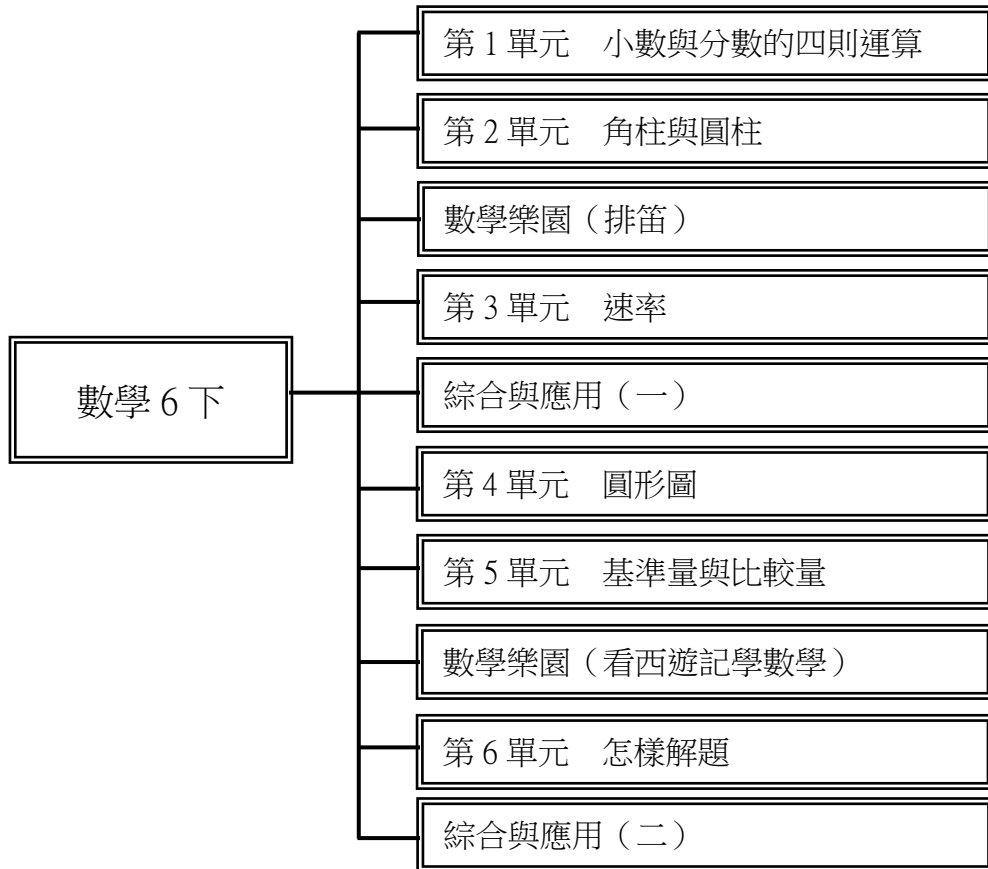 第 1 單元　小數與分數的四則運算
第 2 單元　角柱與圓柱
數學樂園（排笛）
第 3 單元　速率
數學 6 下
綜合與應用（一）
第 4 單元　圓形圖
第 5 單元　基準量與比較量
數學樂園（看西遊記學數學）
第 6 單元　怎樣解題
綜合與應用（二）